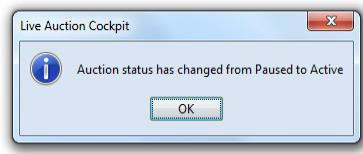 Live Auction Cockpit
Auction status has changed from Paused to Active
OK